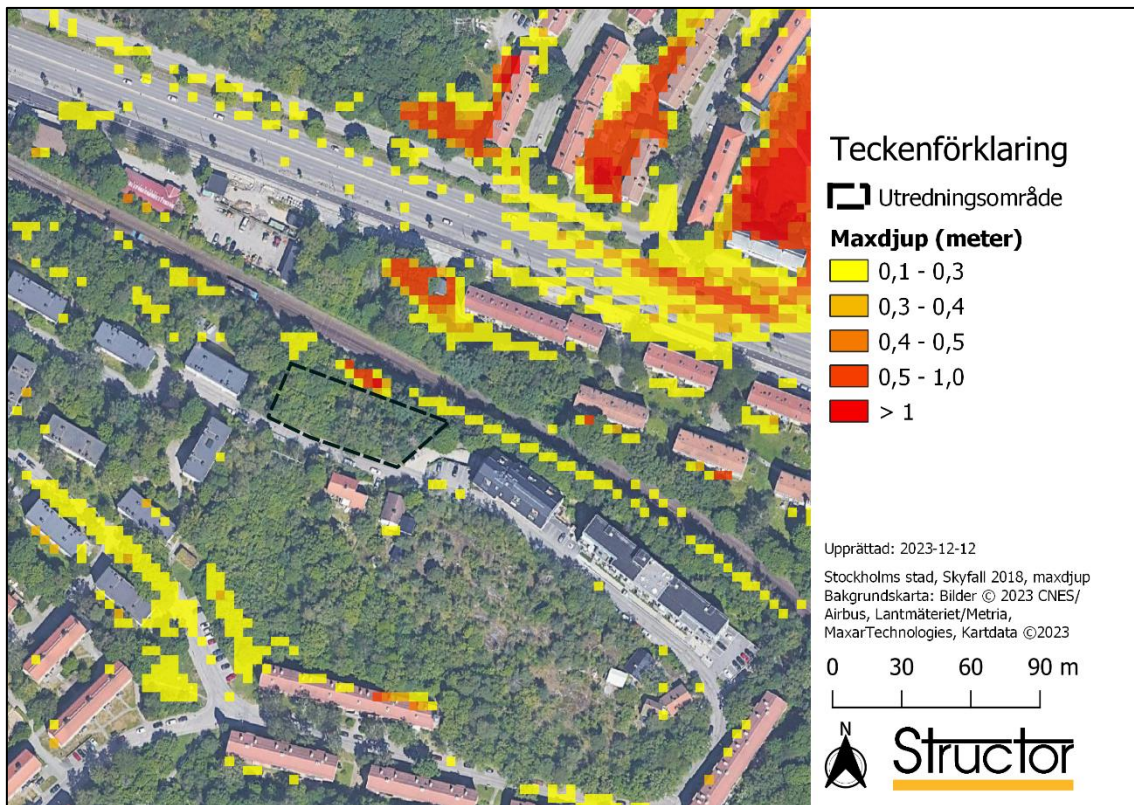 Teckenförklaring
Utredningsområde
Maxdjup (meter)
0,1 - 0,3
0,3 - 0,4
0,4 - 0,5
0,5 - 1,0
> 1
Upprättad: 2023-12-12
Stockholms stad, Skyfall 2018, maxdjup
Bakgrundskarta: Bilder © 2023 CNES/
Airbus, Lantmäteriet/Metria,
MaxarTechnologies, Kartdata ©2023
0 30 60 90 m
N
Structor